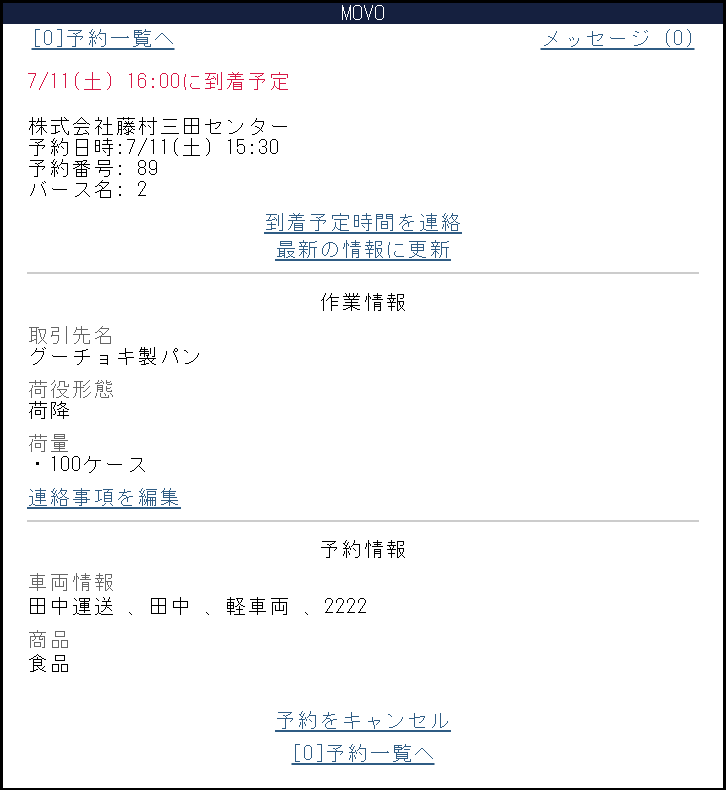 MOVO
[0]予約一覧へ
メッセージ (0)
7/11(土) 16:00に到着予定
株式会社藤村三田センター
予約日時:7/11(土) 15:30
予約番号: 89
バース名: 2
到着予定時間を連絡
最新の情報に更新
作業情報
取引先名
グーチョキ製パン
荷役形態
荷降
荷量
・100ケース
連絡事項を編集
予約情報
車両情報
田中運送 、田中 、軽車両 、2222
商品
食品
予約をキャンセル
[0]予約一覧へ